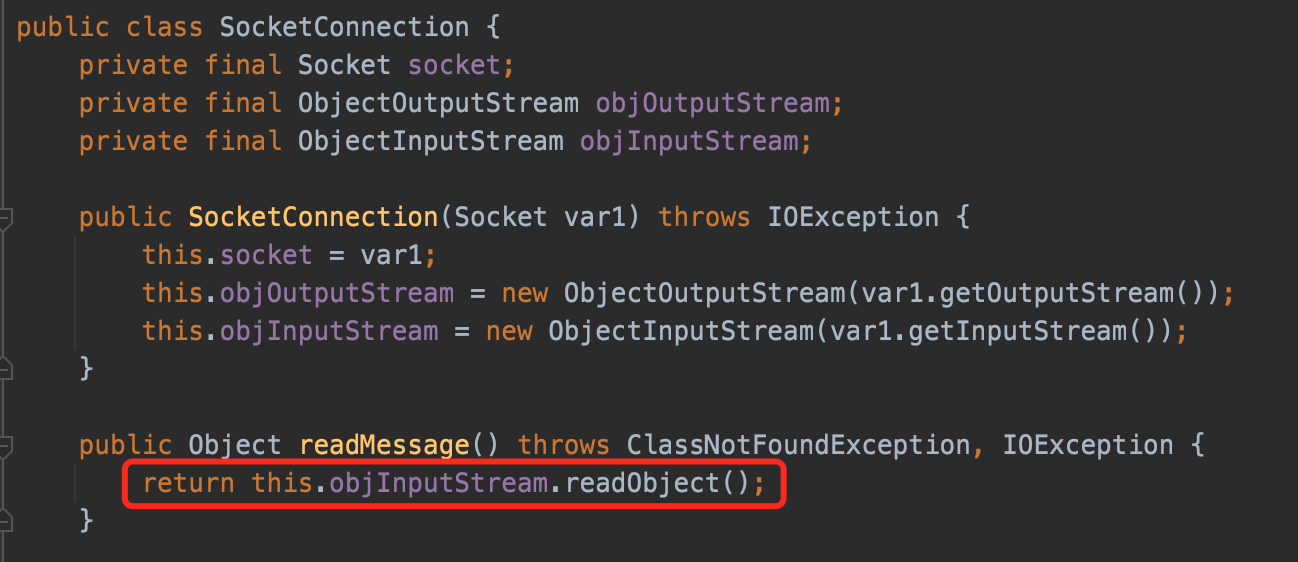 public class SocketConnection {
private final Socket socket;
private final ObjectOutputStream objOutputStream;
private final ObjectInputStream objInputStream;
public SocketConnection(Socket var1) throws IOException {
this.socket = var1;
this.objOutputStream = new ObjectOutputStream(var1.getOutputStream());
this.objInputStream = new ObjectInputStream(var1.getInputStream());
}
public Object readMessage() throws ClassNotFoundException, IOException {
return this.objInputStream.readObject();
}